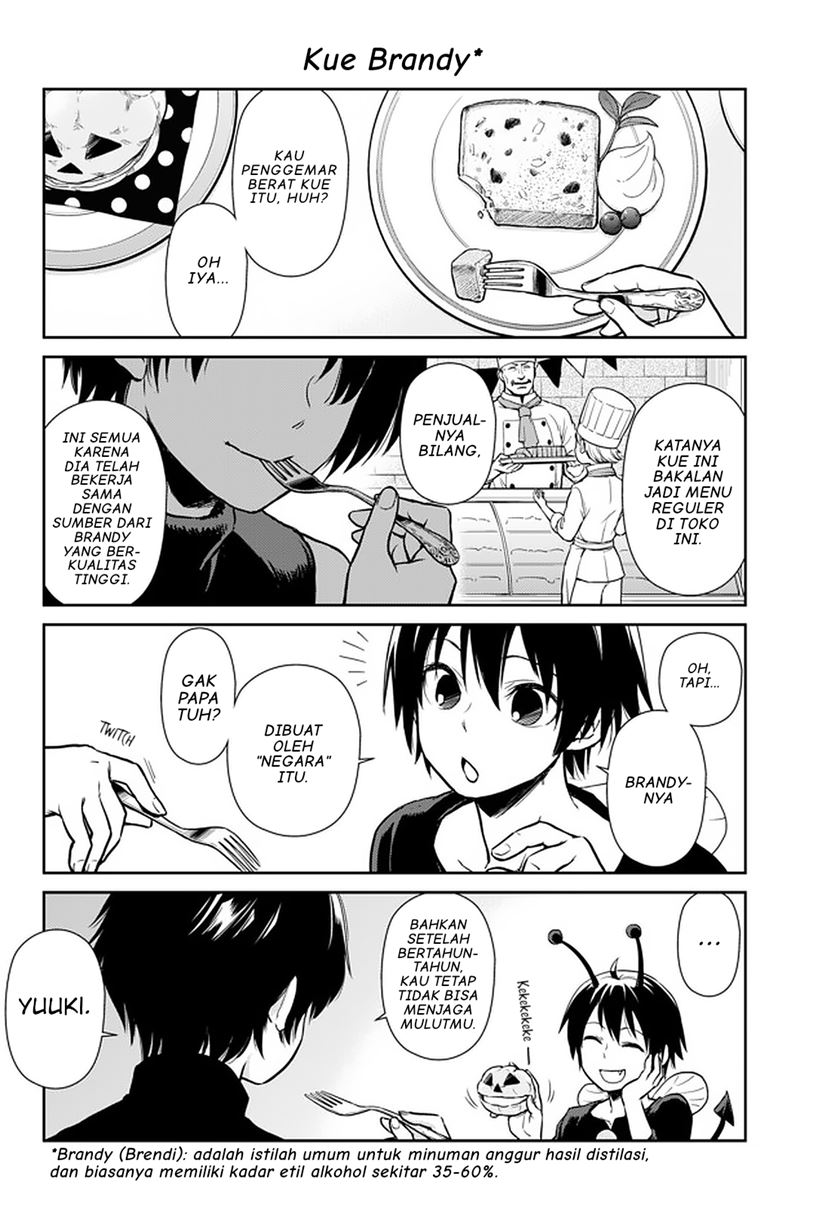 Kue Brandy*
KAU
PENGGEMAR
BERAT KUE
ITU, HUH?
OH
IYA...
KATANYA
KUE INI
BAKALAN
JADI MENU
REGULER
DI TOKO
INI.
PENJUAL-
NYA
BILANG,
INI SEMUA
KARENA
DIA TELAH
BEKERJA
SAMA
DENGAN
SUMBER DARI
BRANDY
YANG BER-
KUALITAS
TINGGI.
OH,
TAPI...
BRANDY-
NYA
DIBUAT
OLEH
"NEGARA"
ITU.
GAK
PAPA
TUH?
TWITCH
...
Kekekekeke
BAHKAN
SETELAH
BERTAHUN-
TAHUN,
KAU TETAP
TIDAK BISA
MENJAGA
MULUTMU.
YUUKI.
*Brandy (Brendi): adalah istilah umum untuk minuman anggur hasil distilasi,
dan biasanya memiliki kadar etil alkohol sekitar 35-60%.